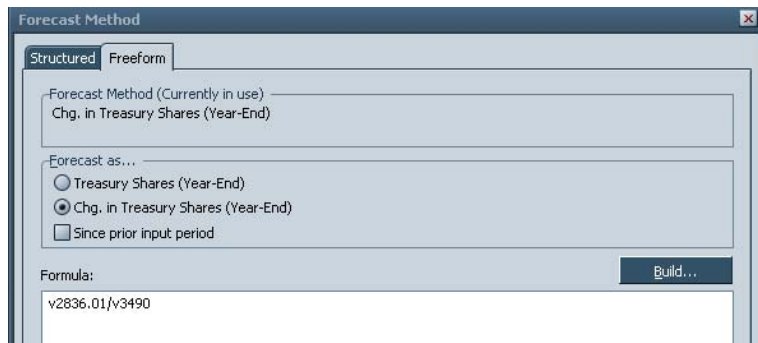 Forecast Method
Structured Freeform
Forecast Method (Currently in use)
Chg. in Treasury Shares (Year-End)
Forecast as...
Treasury Shares (Year-End)
Chg. in Treasury Shares (Year-End)
Since prior input period
Formula: Build...
v2836.01/v3490